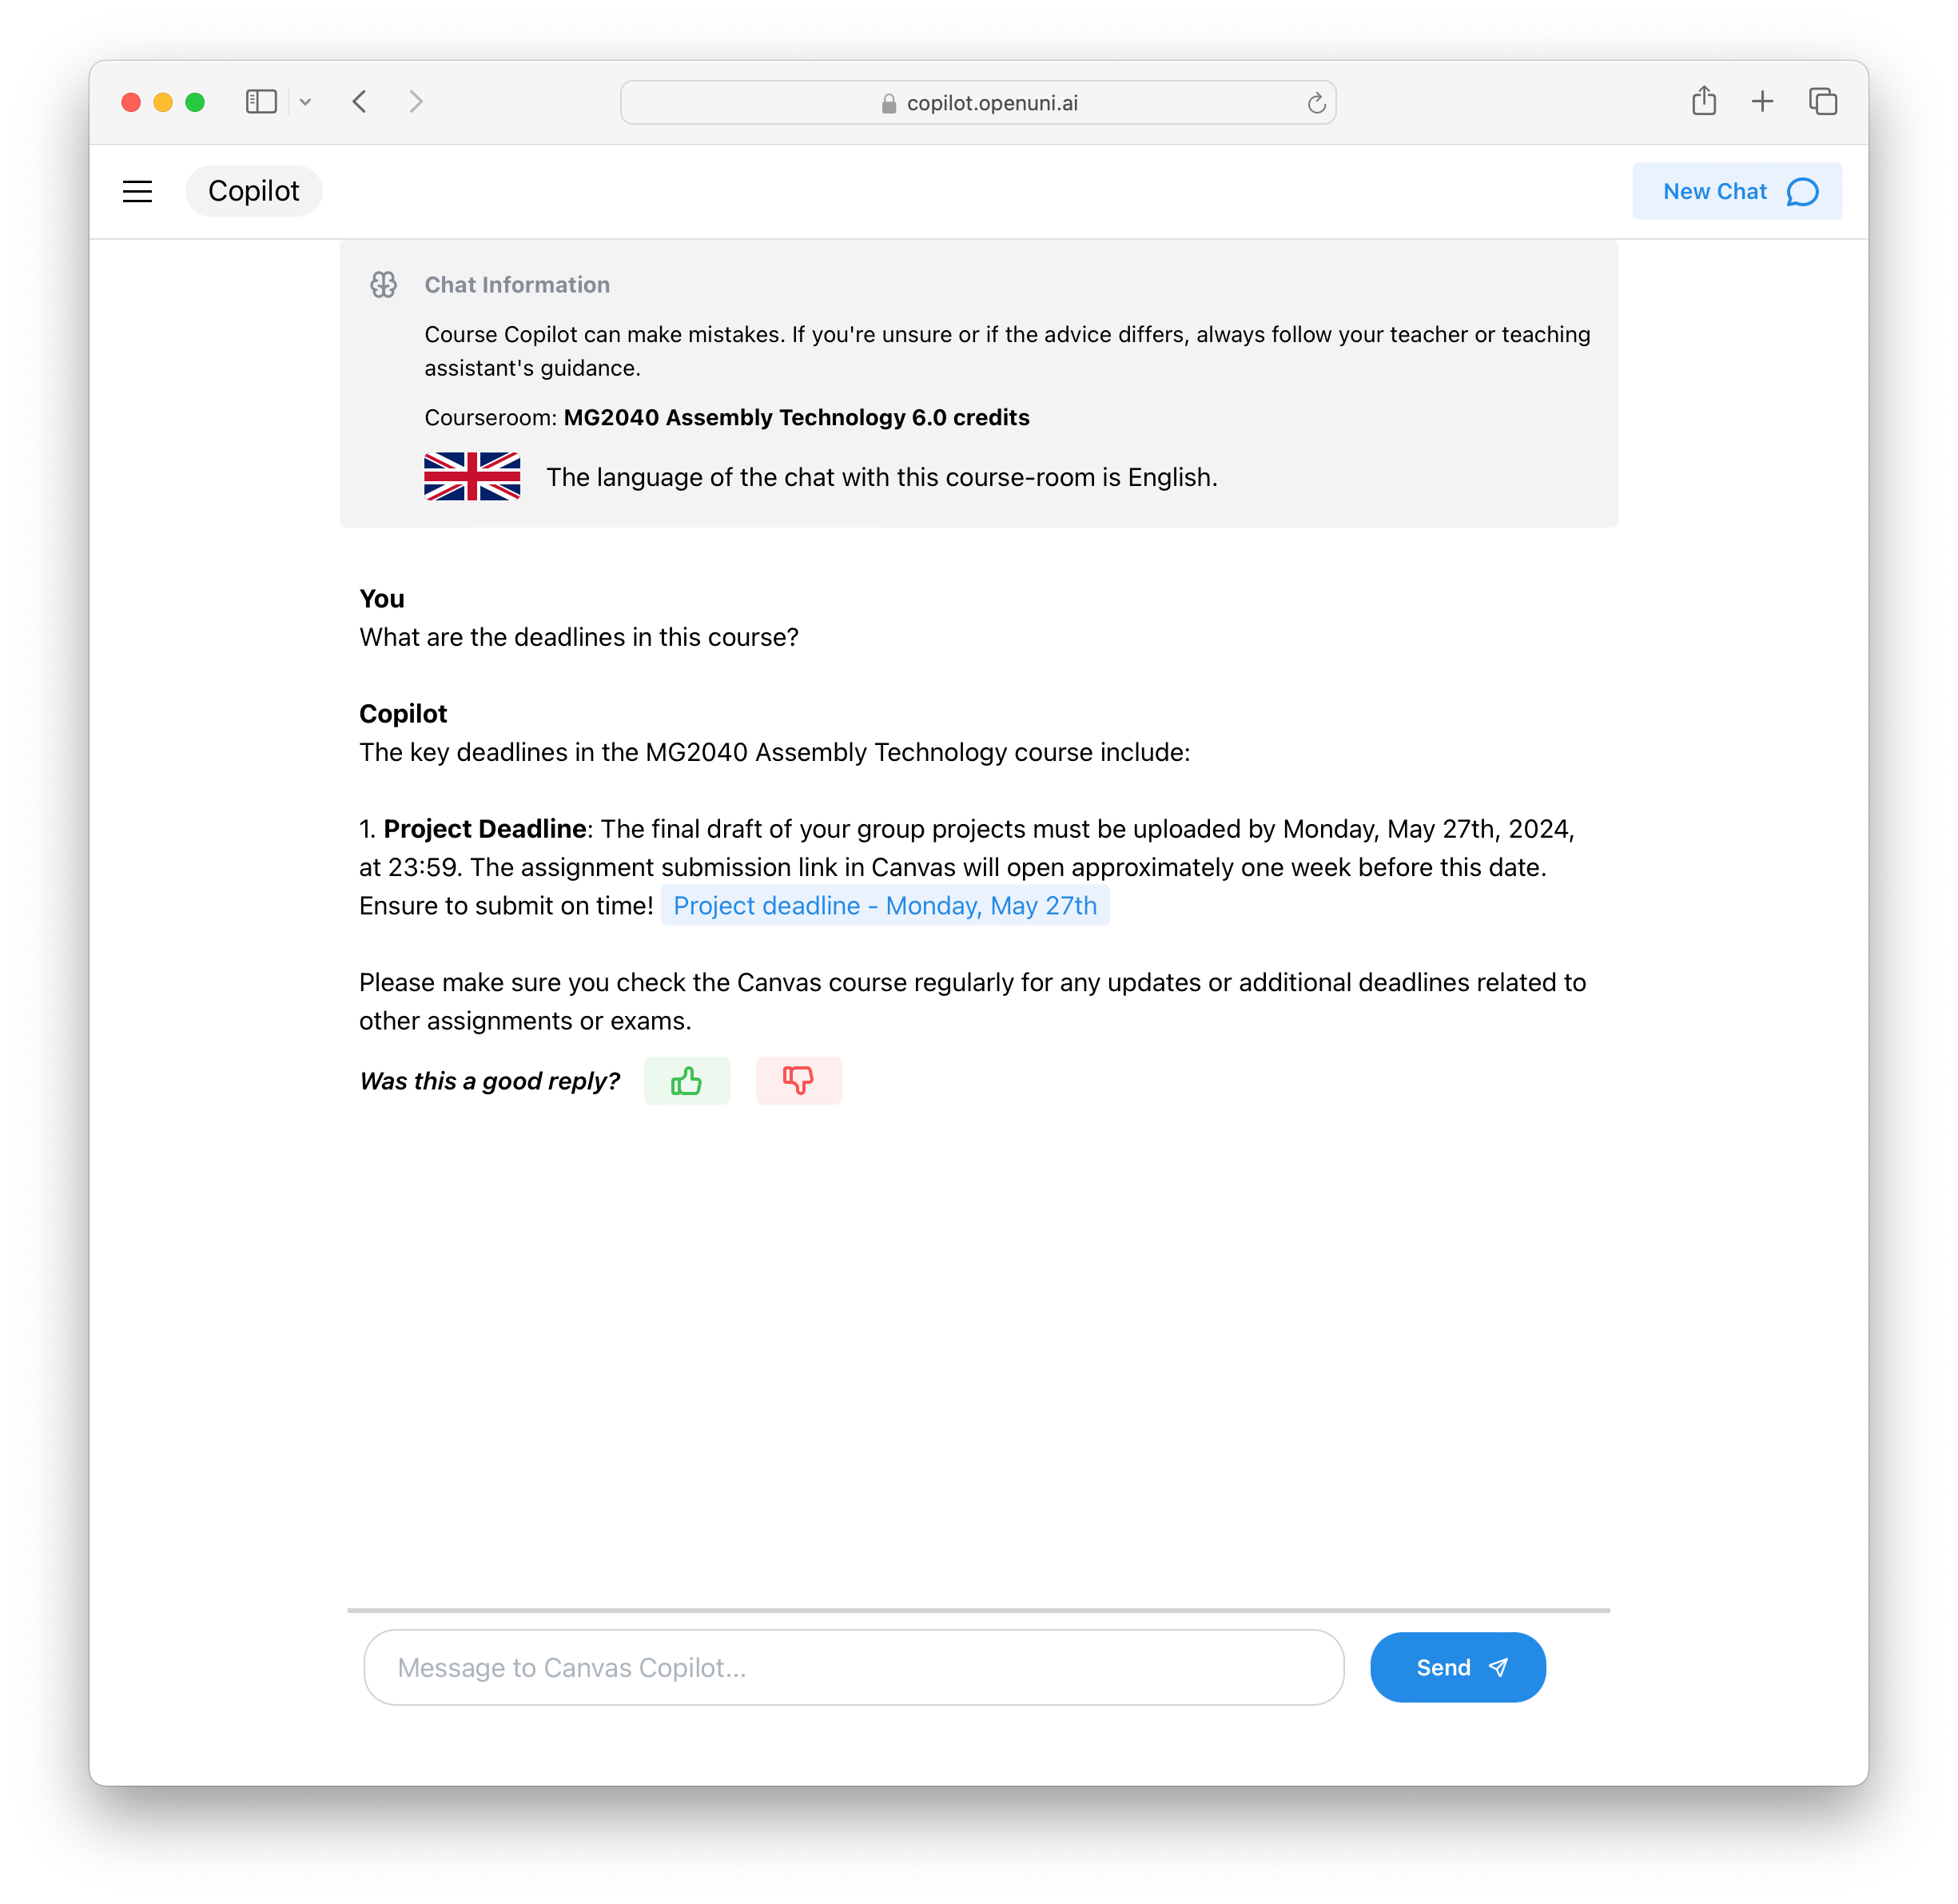 copilot.openuni.ai
Copilot
New Chat
Chat Information
Course Copilot can make mistakes. If you're unsure or if the advice differs, always follow your teacher or teaching
assistant's guidance.
Courseroom: MG2040 Assembly Technology 6.0 credits
The language of the chat with this course-room is English.
You
What are the deadlines in this course?
Copilot
The key deadlines in the MG2040 Assembly Technology course include:
1. Project Deadline: The final draft of your group projects must be uploaded by Monday, May 27th, 2024,
at 23:59. The assignment submission link in Canvas will open approximately one week before this date.
Ensure to submit on time! Project deadline - Monday, May 27th
Please make sure you check the Canvas course regularly for any updates or additional deadlines related to
other assignments or exams.
Was this a good reply?
Message to Canvas Copilot...
Send